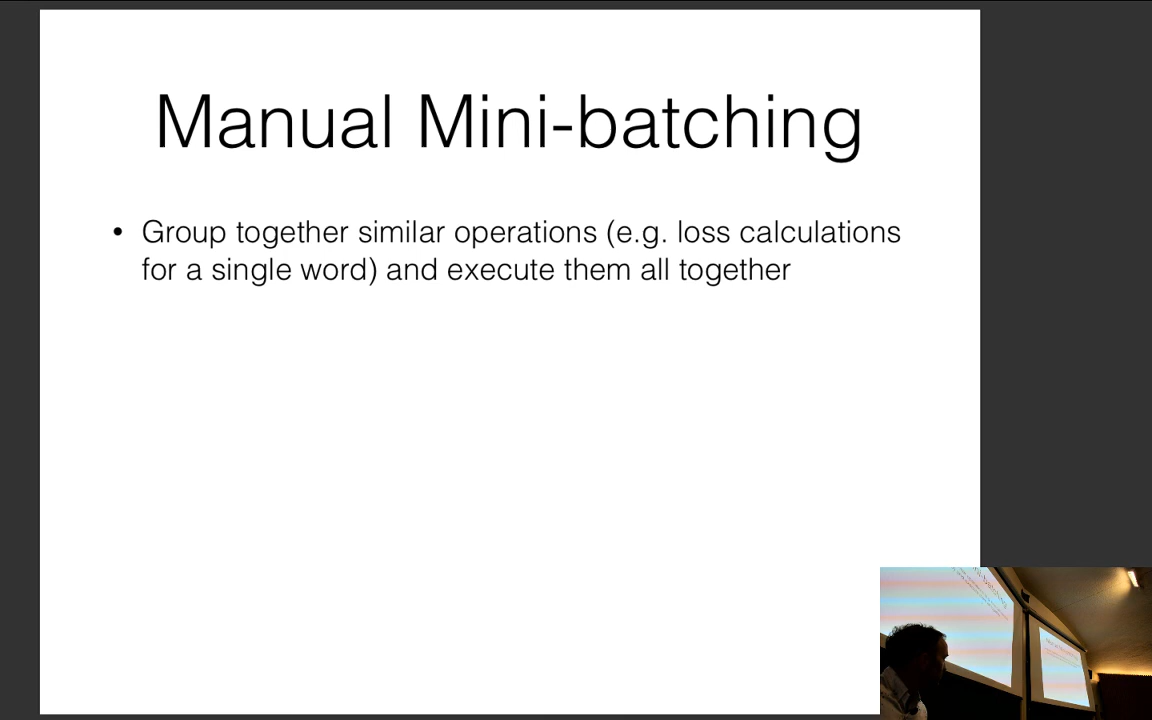 Manual Mini-batching
• Group together similar operations (e.g. loss calculations
for a single word) and execute them all together